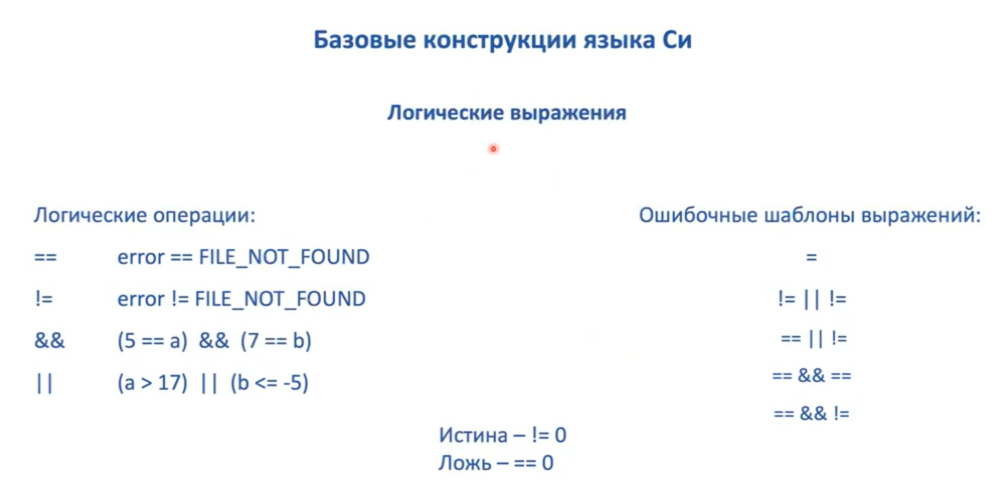 Базовые конструкции языка Си
Логические выражения
Логические операции:
== error == FILE_NOT_FOUND
!= error != FILE_NOT_FOUND
&& (5 == a) && (7 == b)
|| (a > 17) || (b <= -5)
Ошибочные шаблоны выражений:
=
!= || !=
== || !=
== && ==
== && !=
Истина – != 0
Ложь – == 0